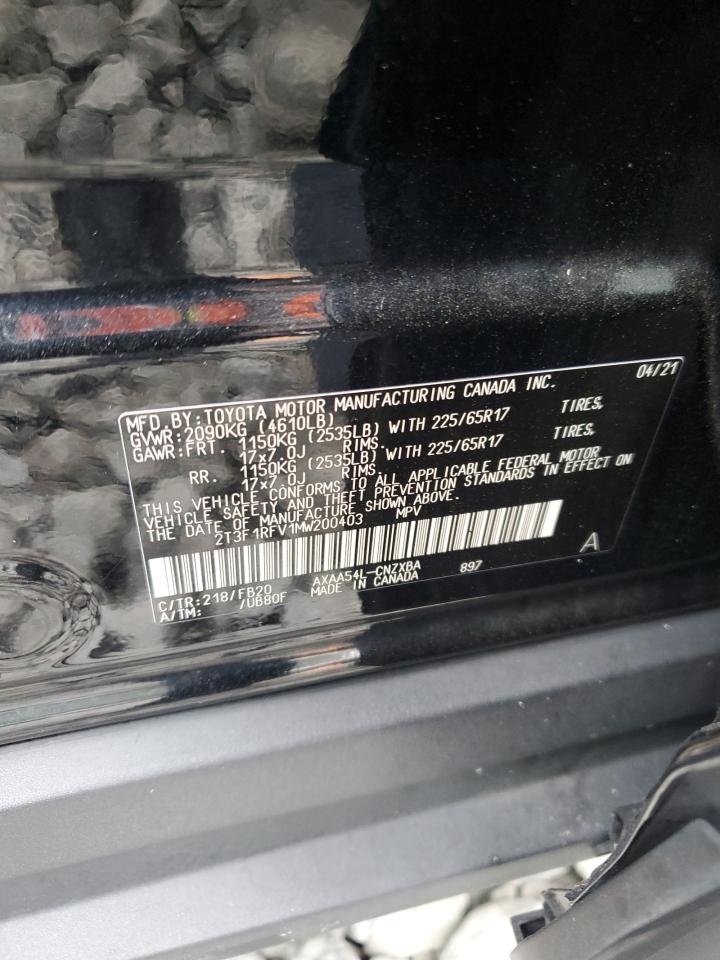 MFD.BY:TOYOTA MOTOR MANUFACTURING CANADA INC. 04/21
GVWR:2090KG (4610LB)
GAWR:FRT. 1150KG (2535LB) WITH 225/65R17 TIRES,
17x7.0J RIMS.
RR. 1150KG (2535LB) WITH 225/65R17 TIRES,
17x7.0J RIMS.
THIS VEHICLE CONFORMS TO ALL APPLICABLE FEDERAL MOTOR
VEHICLE SAFETY AND THEFT PREVENTION STANDARDS IN EFFECT ON
THE DATE OF MANUFACTURE SHOWN ABOVE.
2T3F1RFV1MW200403 MPV
A
C/TR:218/FB20 AXAA54L-CNZXBA 897
A/TM: /UB80F MADE IN CANADA